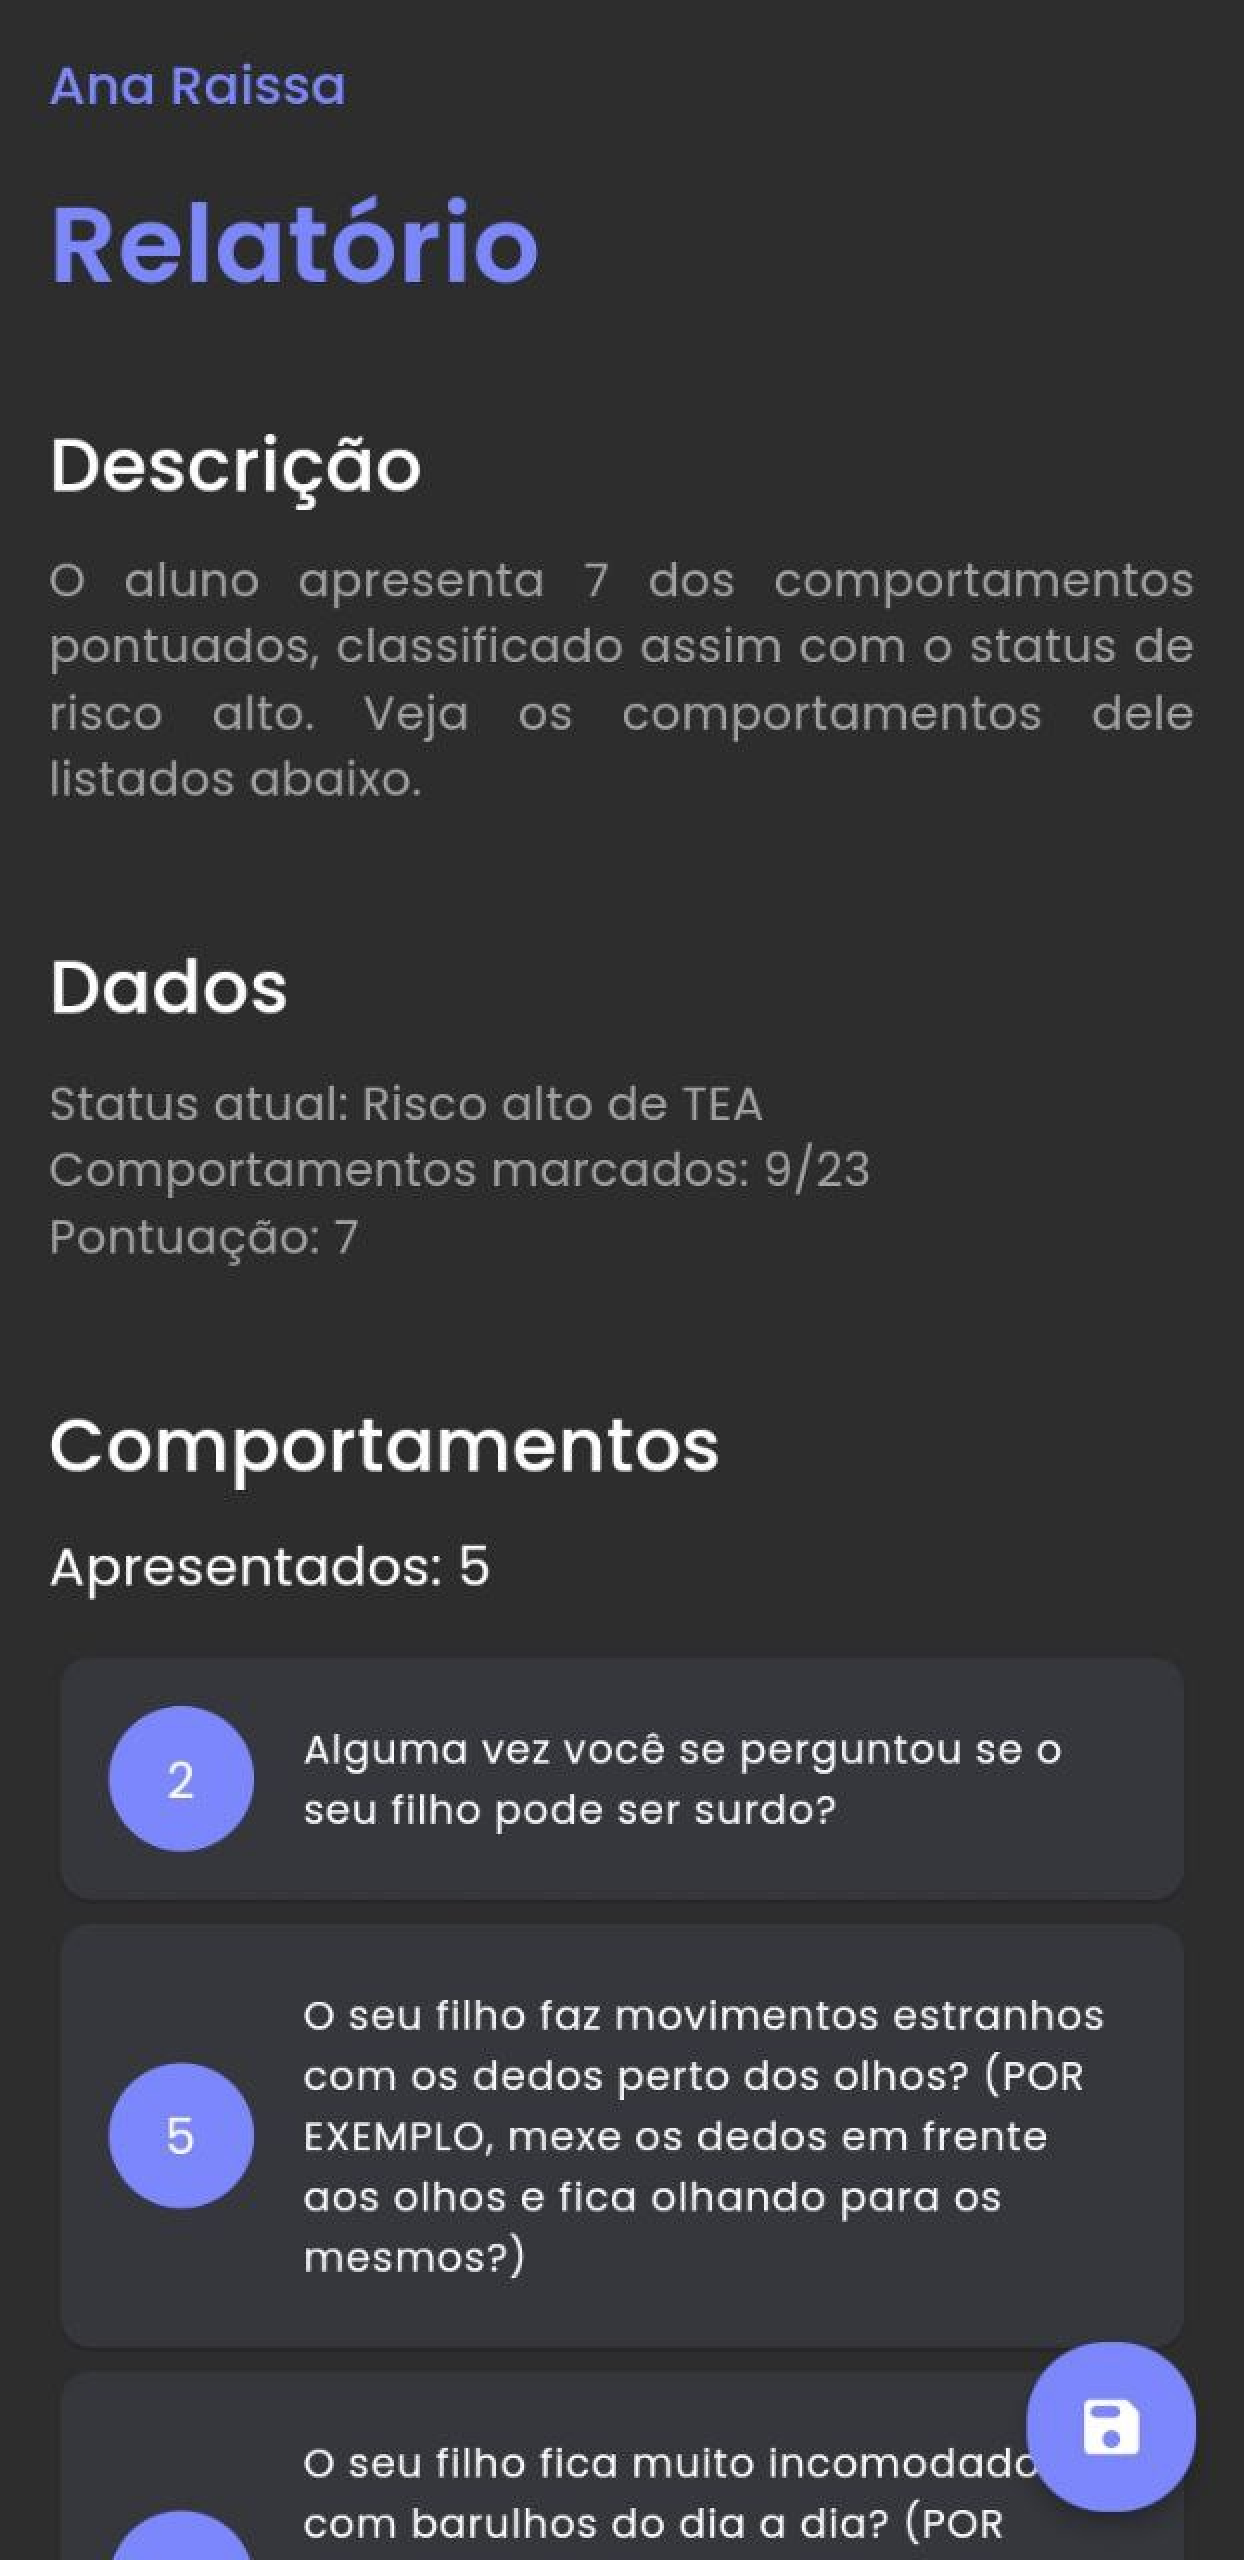 Ana Raissa
Relatório
Descrição
O aluno apresenta 7 dos comportamentos
pontuados, classificado assim com o status de
risco alto. Veja os comportamentos dele
listados abaixo.
Dados
Status atual: Risco alto de TEA
Comportamentos marcados: 9/23
Pontuação: 7
Comportamentos
Apresentados: 5
2
Alguma vez você se perguntou se o
seu filho pode ser surdo?
5
O seu filho faz movimentos estranhos
com os dedos perto dos olhos? (POR
EXEMPLO, mexe os dedos em frente
aos olhos e fica olhando para os
mesmos?)
O seu filho fica muito incomodado
com barulhos do dia a dia? (POR